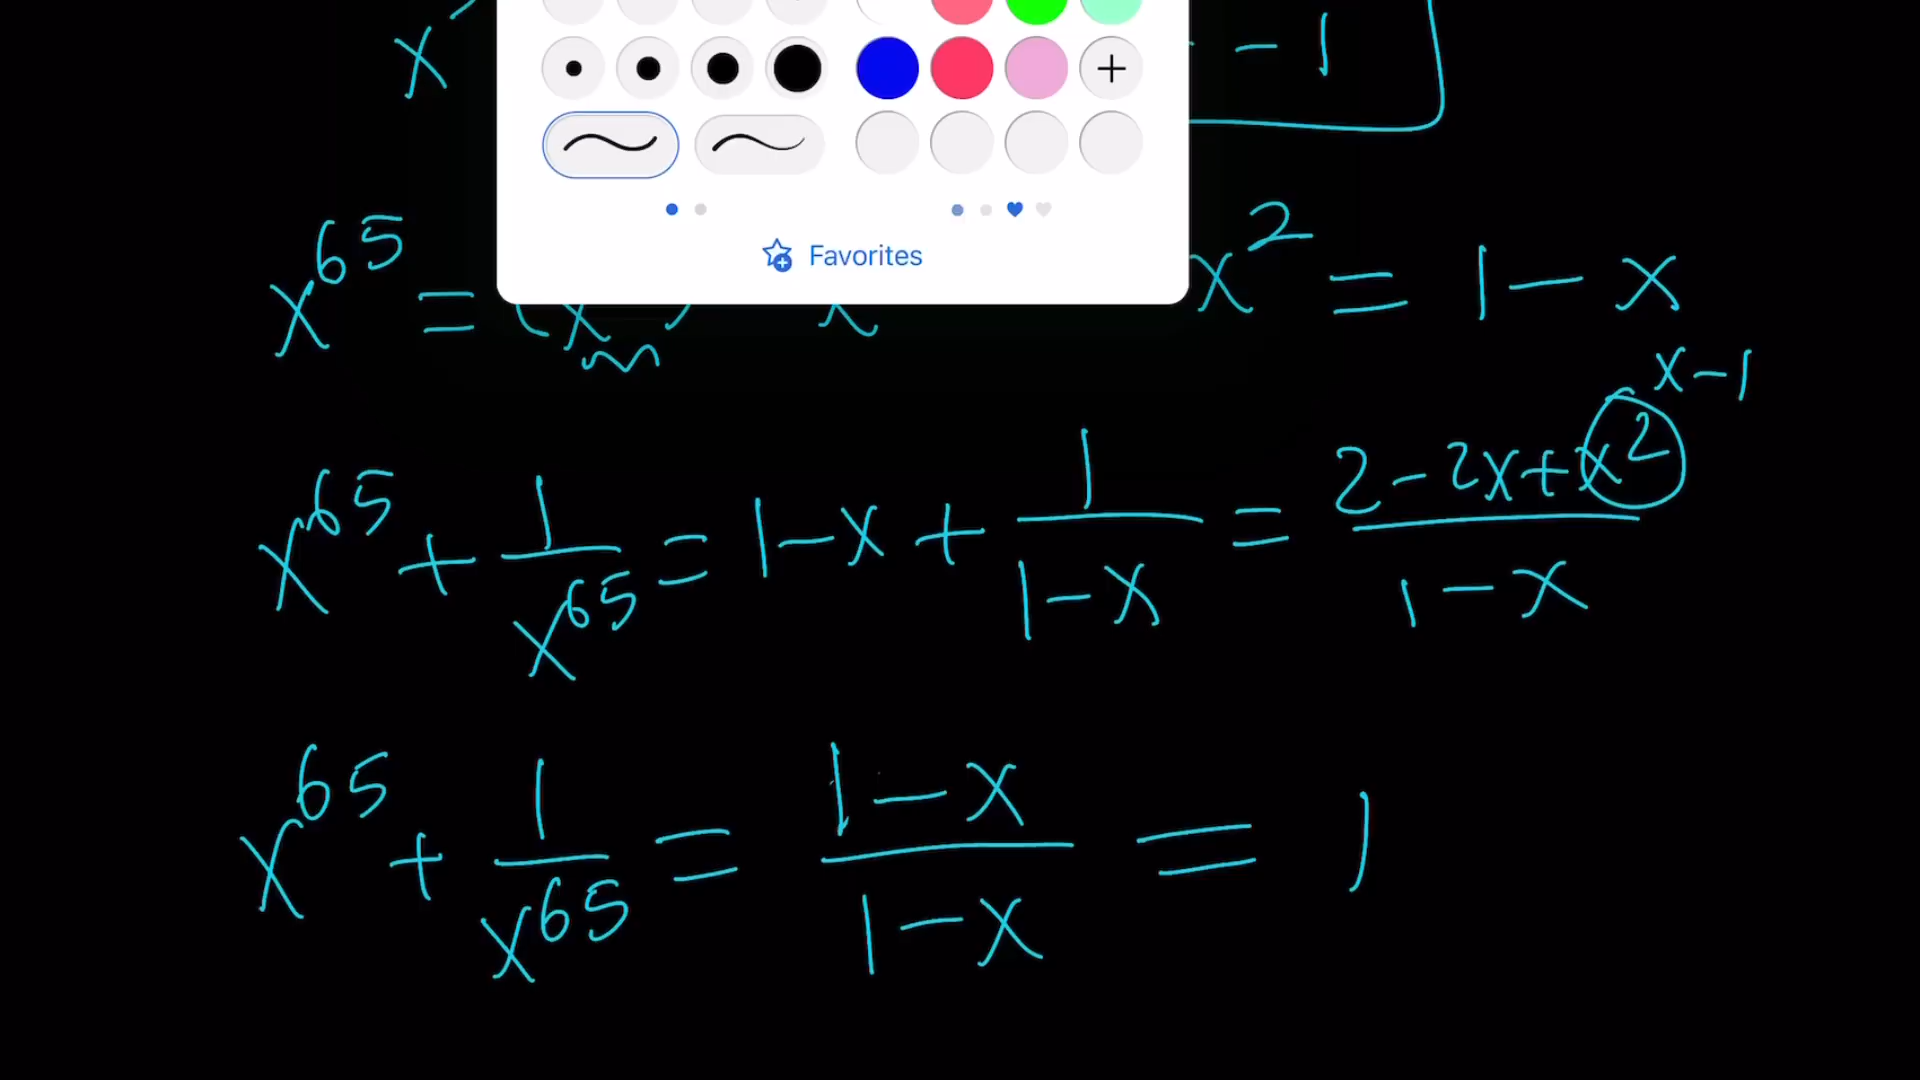 x - 1
Favorites
x^65 = (x ) x x^2 = 1 - x
x - 1
x^65 + 1/x^65 = 1 - x + 1/(1 - x) = (2 - 2x + x^2)/(1 - x)
x^65 + 1/x^65 = (1 - x)/(1 - x) = 1